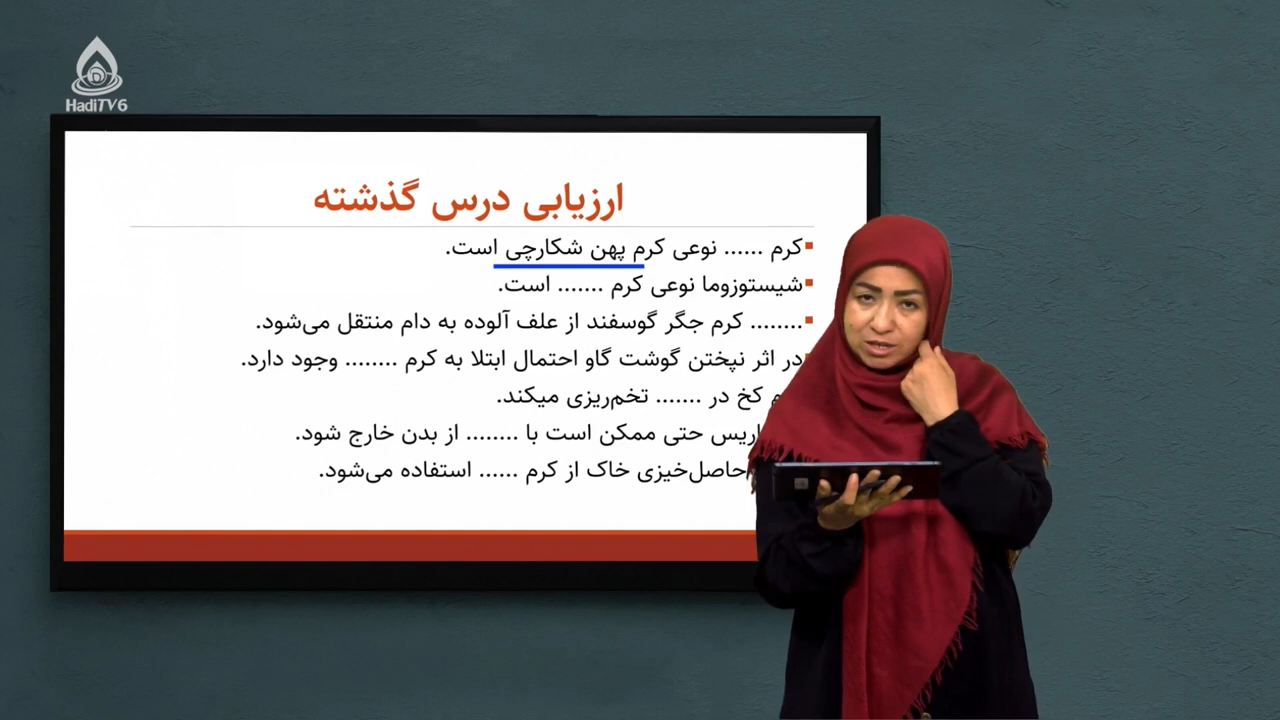 HadiTV6
ارزیابی درس گذشته
کرم ...... نوعی کرم پهن شکارچی است.
شیستوزوما نوعی کرم ....... است.
........ کرم جگر گوسفند از علف آلوده به دام منتقل می‌شود.
در اثر نپختن گوشت گاو احتمال ابتلا به کرم ........ وجود دارد.
کخ در ....... تخم‌ریزی میکند.
حتی ممکن است با ........ از بدن خارج شود.
حاصل‌خیزی خاک از کرم ...... استفاده می‌شود.